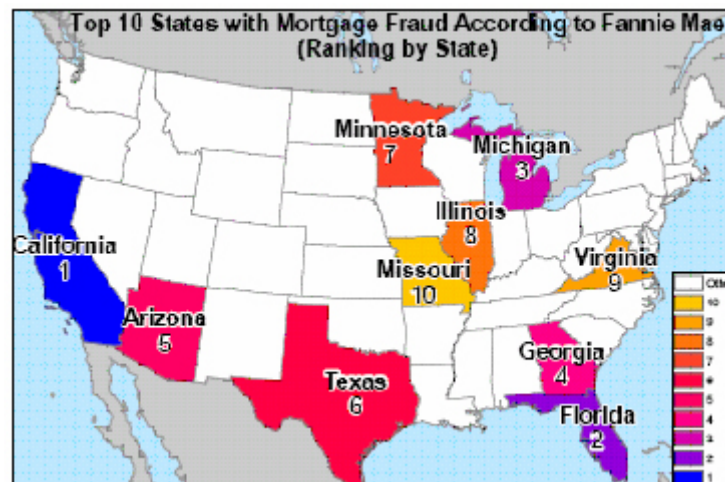 Top 10 States with Mortgage Fraud According to Fannie Mae
(Ranking by State)
Minnesota
7
Michigan
3
Illinois
8
California
1
Missouri
10
Virginia
9
Arizona
5
Georgia
4
Texas
6
Florida
2
10
9
8
7
6
5
4
3
2
1